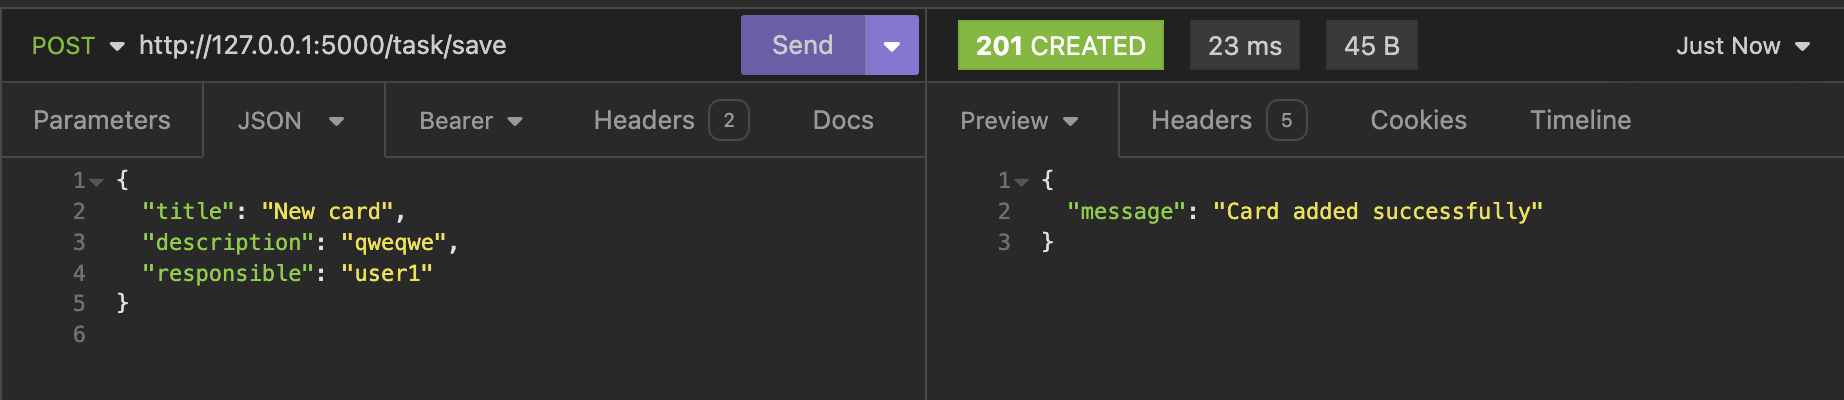 POST http://127.0.0.1:5000/task/save Send
201 CREATED 23 ms 45 B Just Now
Parameters JSON Bearer Headers 2 Docs
Preview Headers 5 Cookies Timeline
1 {
2 "title": "New card",
3 "description": "qweqwe",
4 "responsible": "user1"
5 }
6
1 {
2 "message": "Card added successfully"
3 }